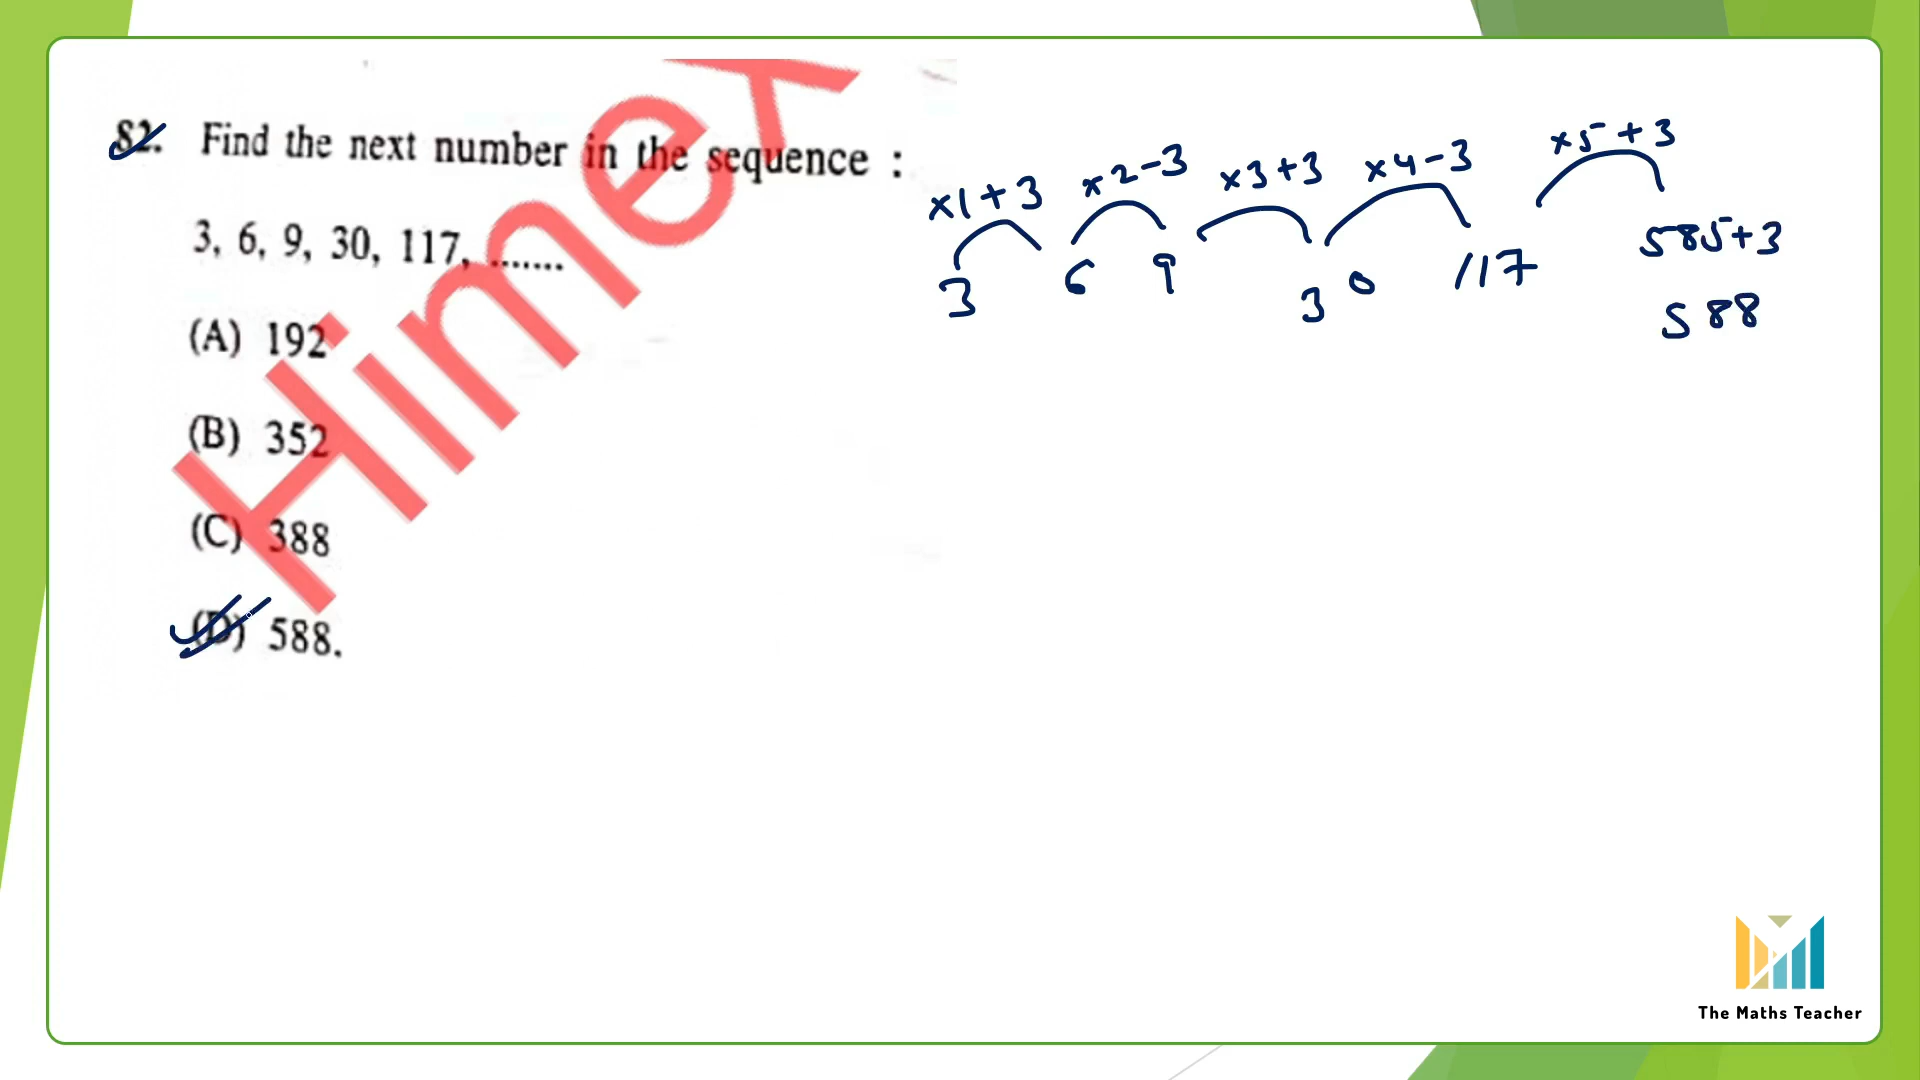 82. Find the next number in the sequence :
3, 6, 9, 30, 117, .......
(A) 192
(B) 352
(C) 388
(D) 588.
Himex
×1+3 ×2-3 ×3+3 ×4-3 ×5+3
3 6 9 30 117 585+3
588
The Maths Teacher